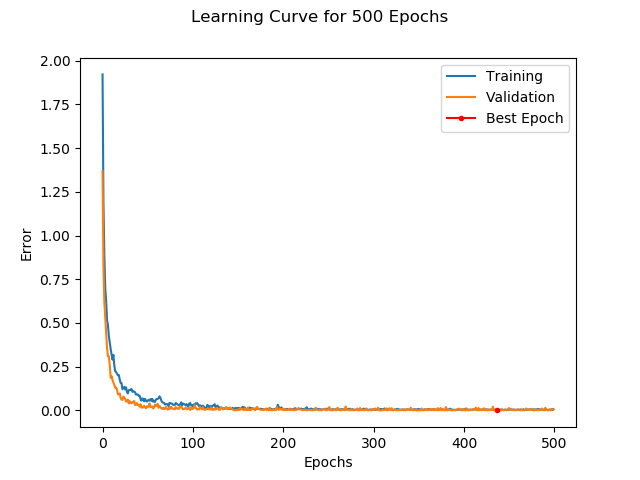 Learning Curve for 500 Epochs
2.00
1.75
1.50
1.25
1.00
0.75
0.50
0.25
0.00
Error
Training
Validation
Best Epoch
0 100 200 300 400 500
Epochs